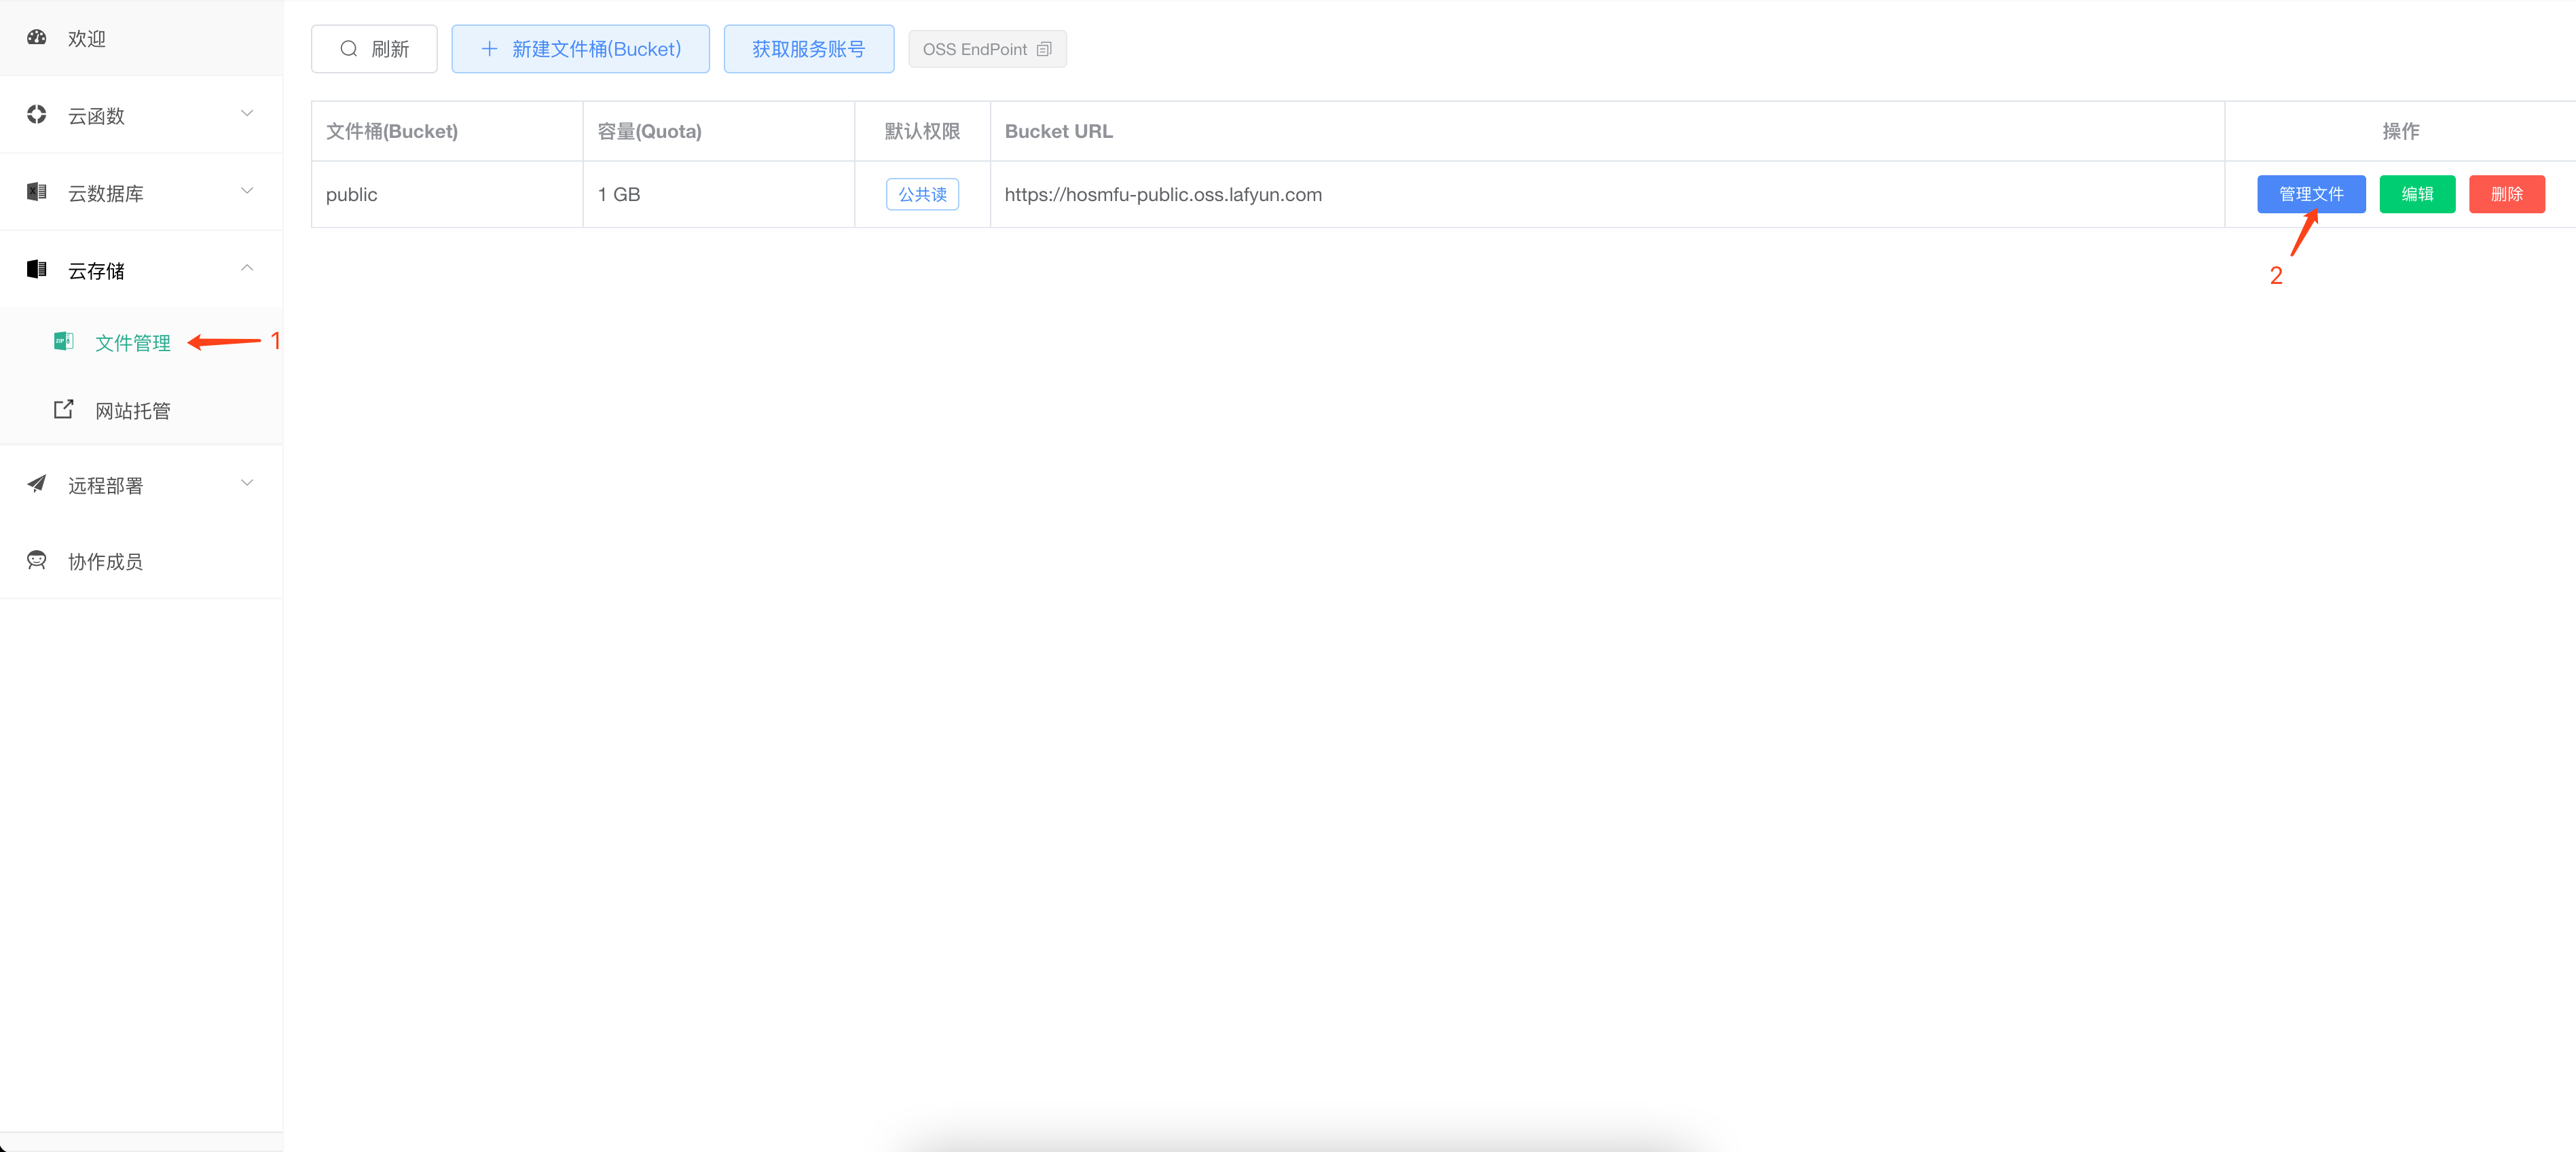 欢迎
云函数
云数据库
云存储
文件管理
1
网站托管
远程部署
协作成员
刷新
新建文件桶(Bucket)
获取服务账号
OSS EndPoint
文件桶(Bucket)
容量(Quota)
默认权限
Bucket URL
操作
public
1 GB
公共读
https://hosmfu-public.oss.lafyun.com
管理文件
编辑
删除
2